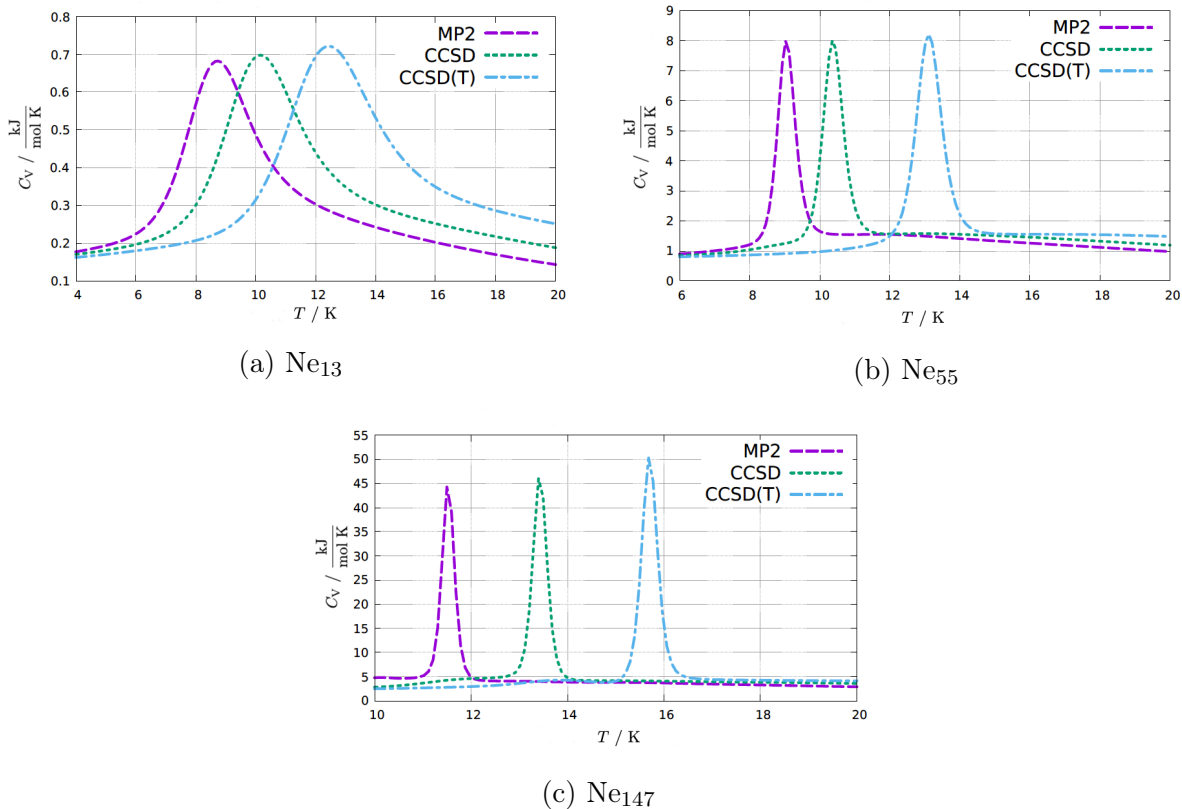 0.8
0.7
0.6
0.5
0.4
0.3
0.2
0.1
C_V / kJ/mol K
MP2
CCSD
CCSD(T)
4 6 8 10 12 14 16 18 20
T / K
(a) Ne₁₃
9
8
7
6
5
4
3
2
1
0
C_V / kJ/mol K
MP2
CCSD
CCSD(T)
6 8 10 12 14 16 18 20
T / K
(b) Ne₅₅
55
50
45
40
35
30
25
20
15
10
5
0
C_V / kJ/mol K
MP2
CCSD
CCSD(T)
10 12 14 16 18 20
T / K
(c) Ne₁₄₇